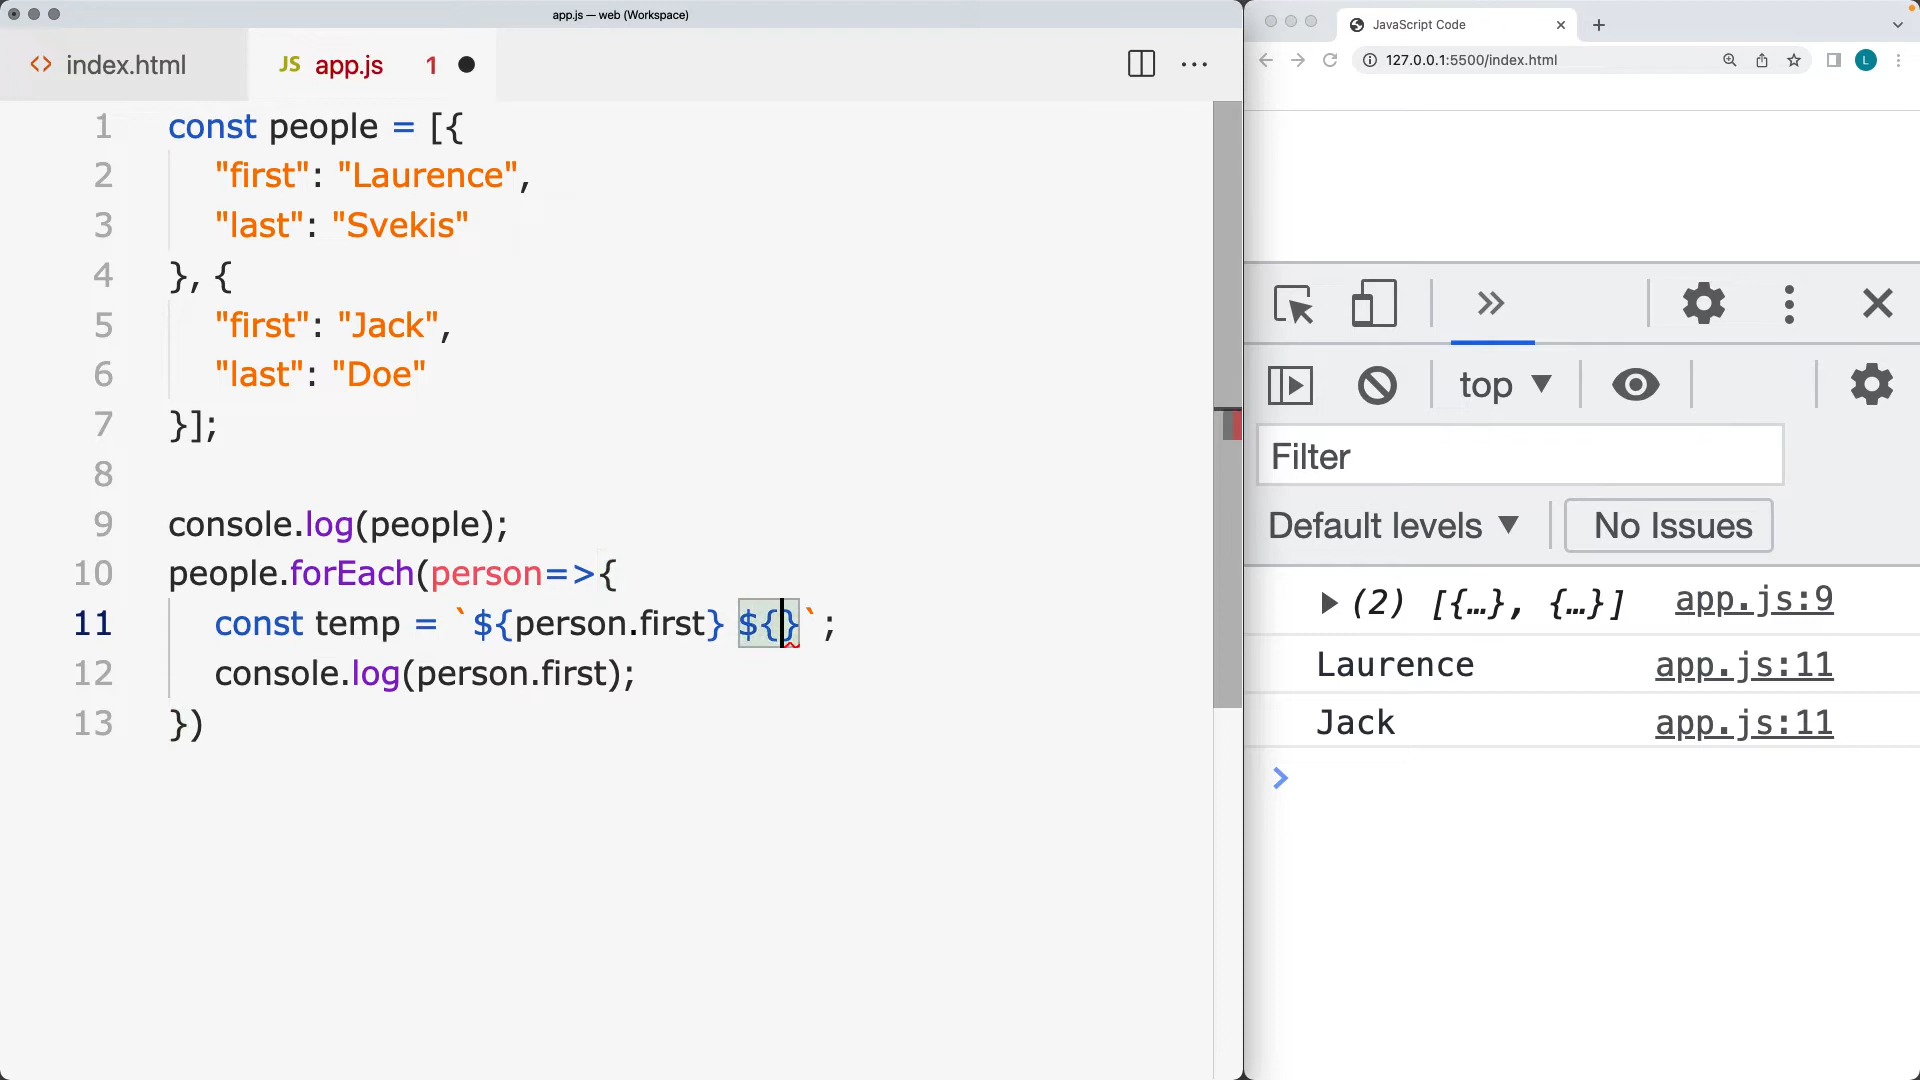 app.js — web (Workspace)
index.html
JS app.js 1
1 const people = [{
2 "first": "Laurence",
3 "last": "Svekis"
4 }, {
5 "first": "Jack",
6 "last": "Doe"
7 }];
8
9 console.log(people);
10 people.forEach(person=>{
11 const temp = `${person.first} ${}`;
12 console.log(person.first);
13 })
JavaScript Code
127.0.0.1:5500/index.html
L
top
Filter
Default levels
No Issues
(2) [{…}, {…}] app.js:9
Laurence app.js:11
Jack app.js:11